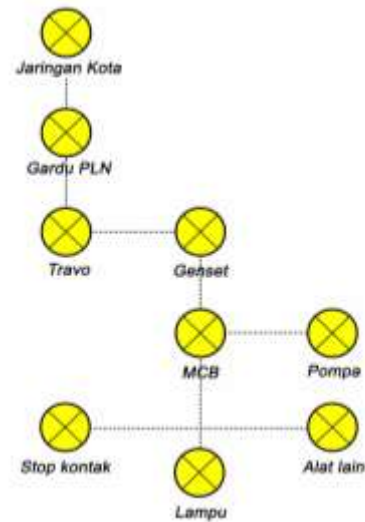 Jaringan Kota
Gardu PLN
Travo
Genset
MCB
Pompa
Stop kontak
Alat lain
Lampu